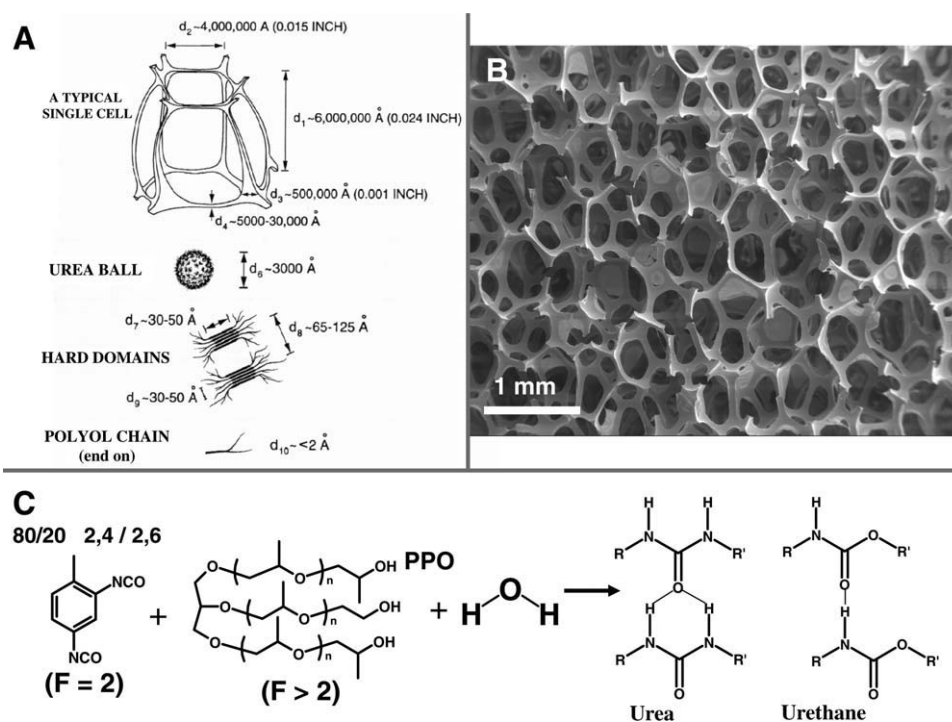 A
d2~4,000,000 A (0.015 INCH)
A TYPICAL
SINGLE CELL
d1~6,000,000 Å (0.024 INCH)
d3~500,000 Å (0.001 INCH)
d4~5000-30,000 Å
UREA BALL
d6~3000 Å
d7~30-50 Å
d8~65-125 Å
HARD DOMAINS
d9~30-50 Å
POLYOL CHAIN
(end on)
d10~<2 Å
B
1 mm
C
80/20 2,4 / 2,6
NCO
NCO
(F = 2)
+
O
O
n
O
OH
PPO
O
O
n
O
OH
O
O
n
O
OH
(F > 2)
+
H O H
H H
N N
R R'
O
H H
N N
R R'
O
Urea
H
N O
R R'
O
H
N O
R R'
O
Urethane